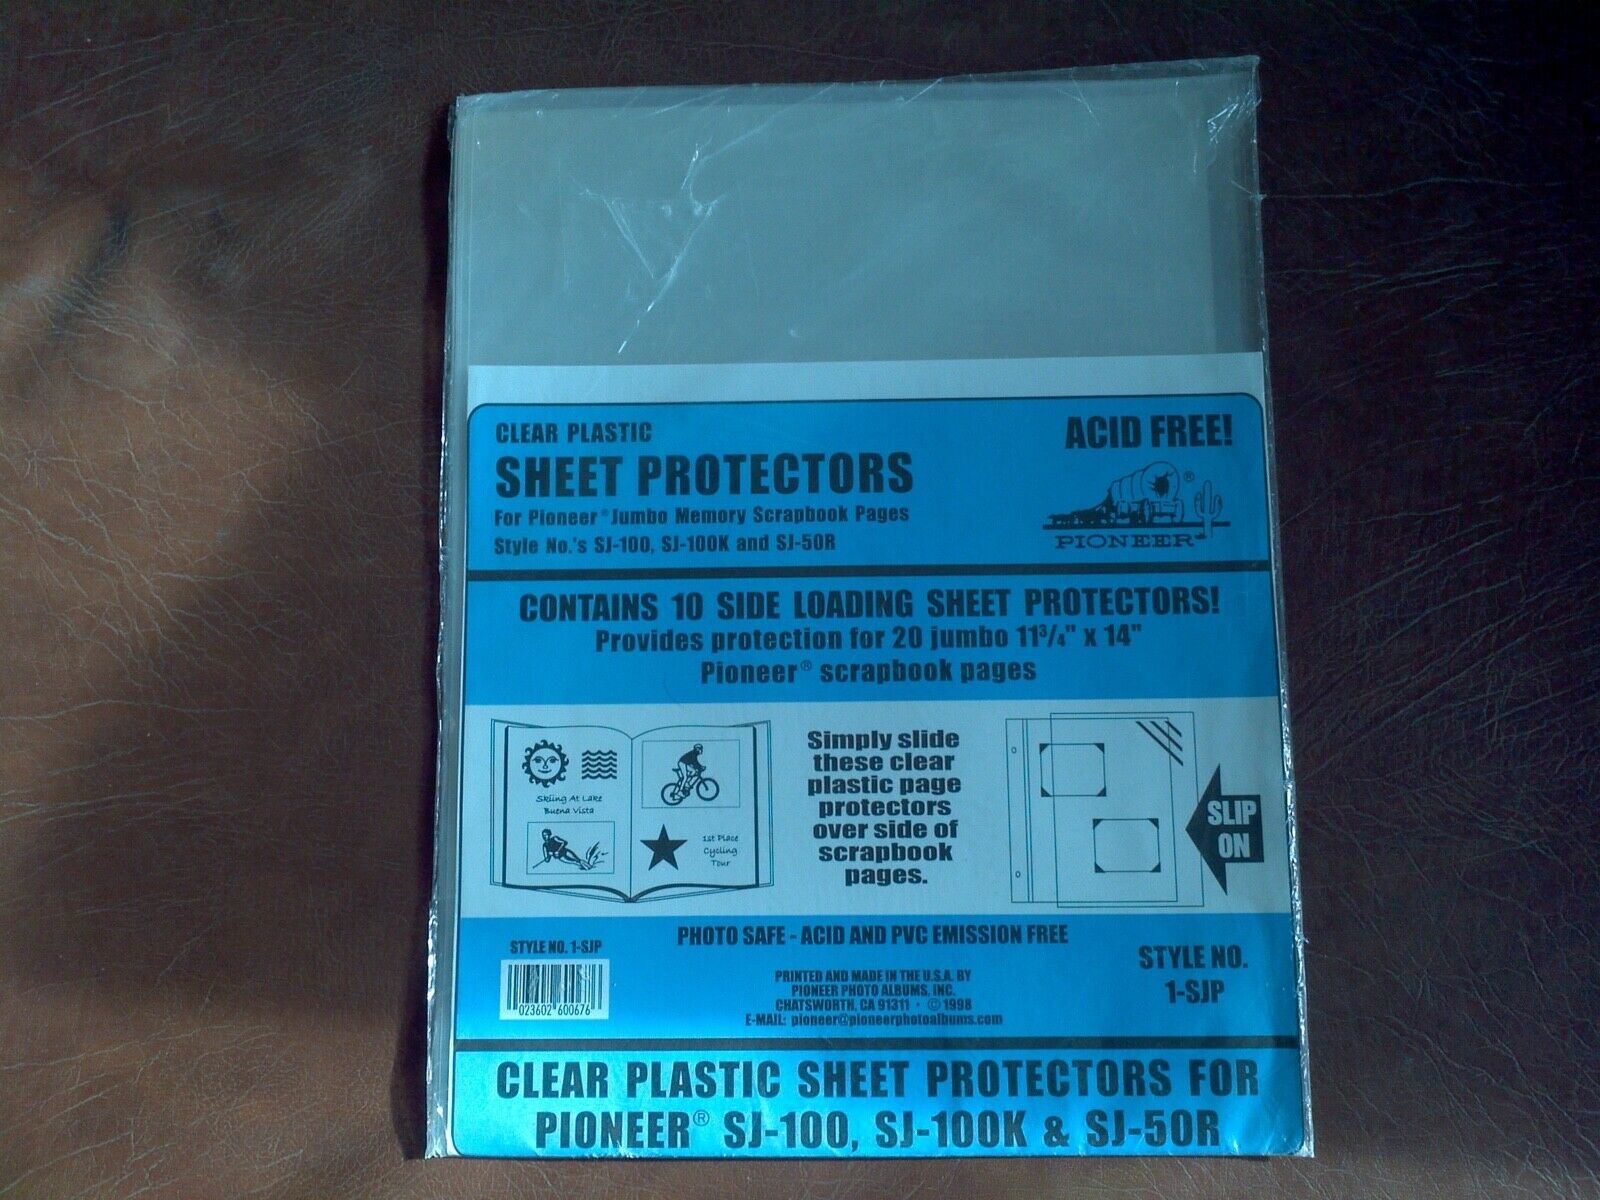 CLEAR PLASTIC
SHEET PROTECTORS
For Pioneer® Jumbo Memory Scrapbook Pages
Style No.'s SJ-100, SJ-100K and SJ-50R
ACID FREE!
®
PIONEER
CONTAINS 10 SIDE LOADING SHEET PROTECTORS!
Provides protection for 20 jumbo 11³/₄" x 14"
Pioneer® scrapbook pages
Skiing At Lake
Buena Vista
1st Place
Cycling
Tour
Simply slide
these clear
plastic page
protectors
over side of
scrapbook
pages.
SLIP
ON
PHOTO SAFE - ACID AND PVC EMISSION FREE
STYLE NO. 1-SJP
023602 600676
PRINTED AND MADE IN THE U.S.A. BY
PIONEER PHOTO ALBUMS, INC.
CHATSWORTH, CA 91311 • © 1998
E-MAIL: pioneer@pioneerphotoalbums.com
STYLE NO.
1-SJP
CLEAR PLASTIC SHEET PROTECTORS FOR
PIONEER® SJ-100, SJ-100K & SJ-50R